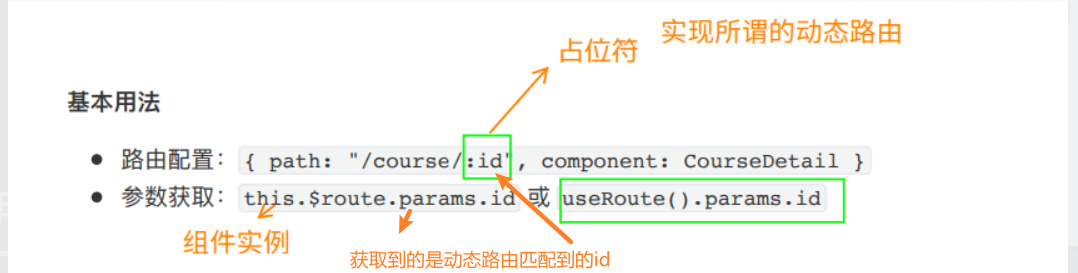 实现所谓的动态路由
占位符
基本用法
路由配置： { path: "/course/:id", component: CourseDetail }
参数获取： this.$route.params.id 或 useRoute().params.id
组件实例
获取到的是动态路由匹配到的id